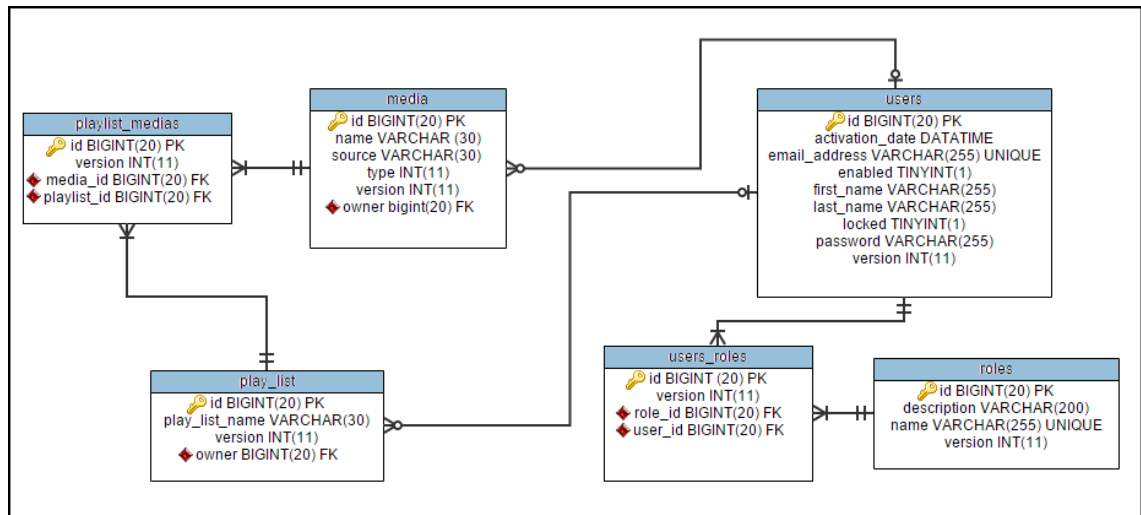 playlist_medias
id BIGINT(20) PK
version INT(11)
media_id BIGINT(20) FK
playlist_id BIGINT(20) FK
media
id BIGINT(20) PK
name VARCHAR (30)
source VARCHAR(30)
type INT(11)
version INT(11)
owner bigint(20) FK
users
id BIGINT(20) PK
activation_date DATATIME
email_address VARCHAR(255) UNIQUE
enabled TINYINT(1)
first_name VARCHAR(255)
last_name VARCHAR(255)
locked TINYINT(1)
password VARCHAR(255)
version INT(11)
play_list
id BIGINT(20) PK
play_list_name VARCHAR(30)
version INT(11)
owner BIGINT(20) FK
users_roles
id BIGINT (20) PK
version INT(11)
role_id BIGINT(20) FK
user_id BIGINT(20) FK
roles
id BIGINT(20) PK
description VARCHAR(200)
name VARCHAR(255) UNIQUE
version INT(11)